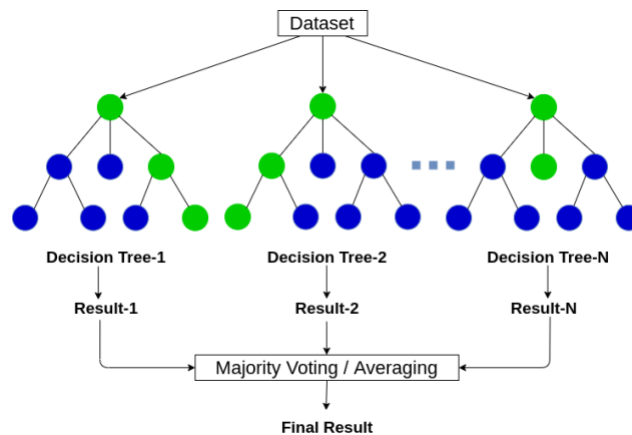 Dataset
Decision Tree-1
Decision Tree-2
Decision Tree-N
Result-1
Result-2
Result-N
Majority Voting / Averaging
Final Result